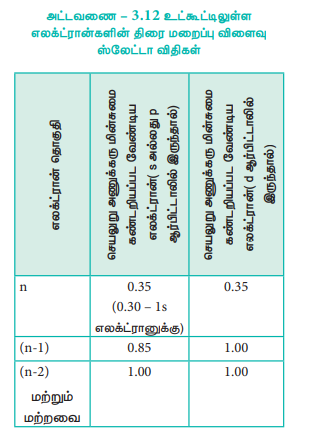 அட்டவணை – 3.12 உட்கூட்டிலுள்ள
எலக்ட்ரான்களின் திரை மறைப்பு விளைவு
ஸ்லேட்டா விதிகள்
எலக்ட்ரான் தொகுதி
செயலுறு அணுக்கரு மின்சுமை
கண்டறியப்பட வேண்டிய
எலக்ட்ரான்( s அல்லது p
ஆர்பிட்டாலில் இருந்தால்)
செயலுறு அணுக்கரு மின்சுமை
கண்டறியப்பட வேண்டிய
எலக்ட்ரான்( d ஆர்பிட்டாலில்
இருந்தால்)
n 0.35 0.35
(0.30 – 1s
எலக்ட்ரானுக்கு)
(n-1) 0.85 1.00
(n-2) 1.00 1.00
மற்றும்
மற்றவை